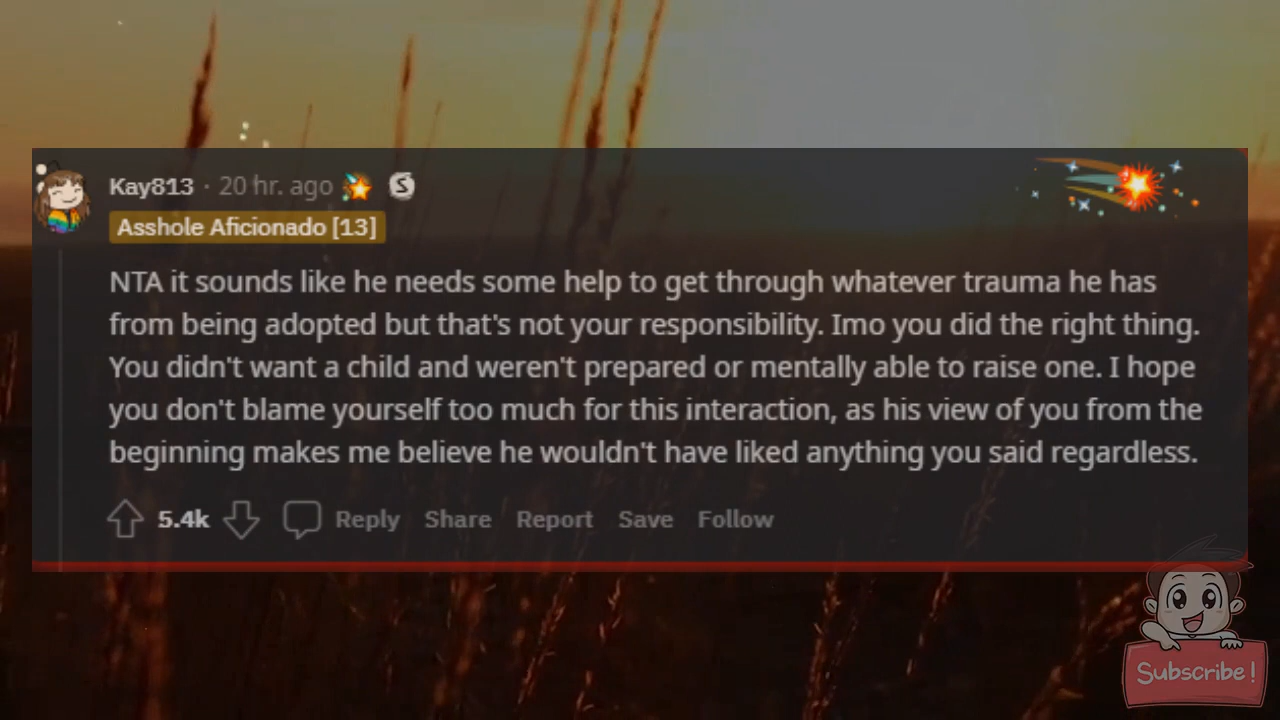 Kay813 · 20 hr. ago
Asshole Aficionado [13]
NTA it sounds like he needs some help to get through whatever trauma he has
from being adopted but that's not your responsibility. Imo you did the right thing.
You didn't want a child and weren't prepared or mentally able to raise one. I hope
you don't blame yourself too much for this interaction, as his view of you from the
beginning makes me believe he wouldn't have liked anything you said regardless.
5.4k Reply Share Report Save Follow
Subscribe!